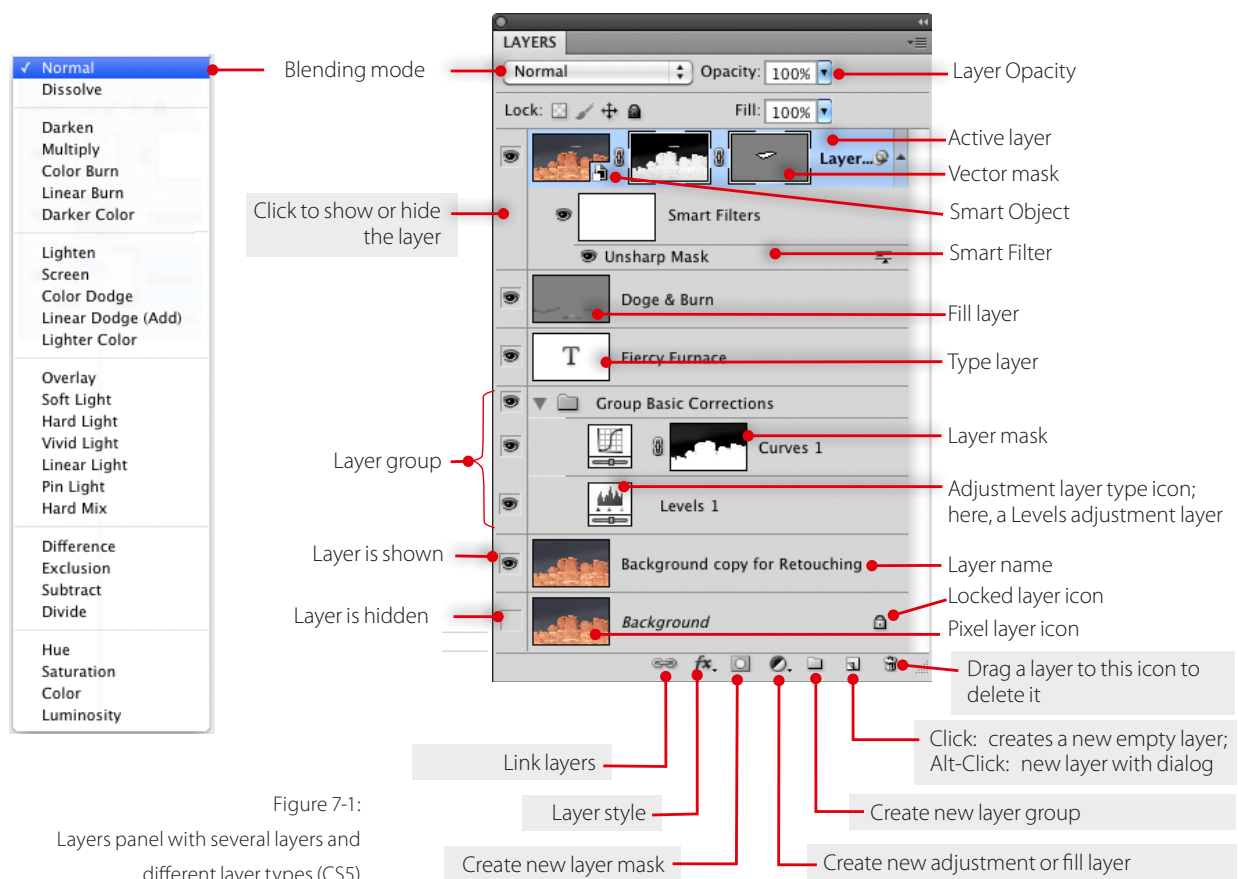 ✓ Normal
Dissolve
Darken
Multiply
Color Burn
Linear Burn
Darker Color
Lighten
Screen
Color Dodge
Linear Dodge (Add)
Lighter Color
Overlay
Soft Light
Hard Light
Vivid Light
Linear Light
Pin Light
Hard Mix
Difference
Exclusion
Subtract
Divide
Hue
Saturation
Color
Luminosity
Blending mode
Click to show or hide
the layer
Layer group
Layer is shown
Layer is hidden
LAYERS
Normal Opacity: 100%
Lock: Fill: 100%
Layer...
Smart Filters
Unsharp Mask
Doge & Burn
T Fiercy Furnace
Group Basic Corrections
Curves 1
Levels 1
Background copy for Retouching
Background
fx.
Layer Opacity
Active layer
Vector mask
Smart Object
Smart Filter
Fill layer
Type layer
Layer mask
Adjustment layer type icon;
here, a Levels adjustment layer
Layer name
Locked layer icon
Pixel layer icon
Drag a layer to this icon to
delete it
Click: creates a new empty layer;
Alt-Click: new layer with dialog
Create new layer group
Create new adjustment or fill layer
Link layers
Layer style
Create new layer mask
Figure 7-1:
Layers panel with several layers and
different layer types (CS5)